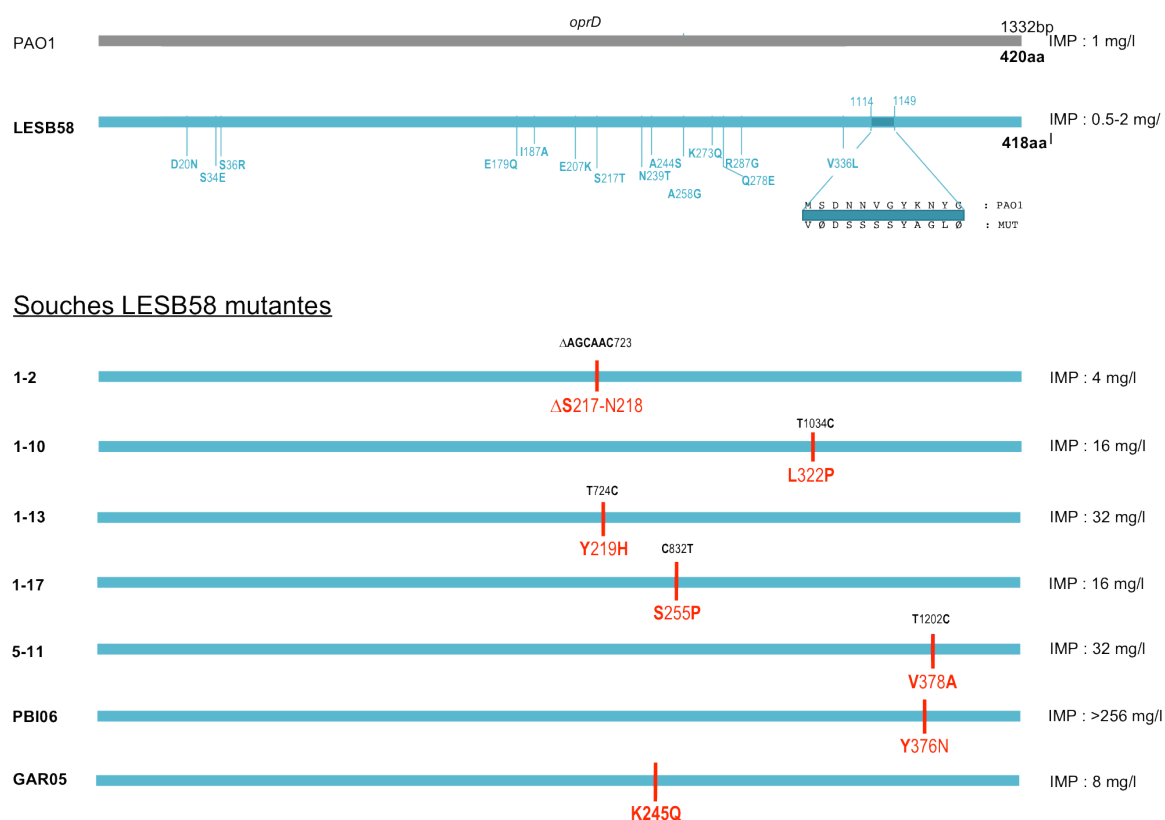 oprD
1332bp
PAO1
IMP : 1 mg/l
420aa
1114
1149
LESB58
IMP : 0.5-2 mg/
l
418aa
D20N
S34E
S36R
E179Q
I187A
E207K
S217T
N239T
A244S
A258G
K273Q
R287G
Q278E
V336L
M S D N N V G Y K N Y G : PAO1
V Ø D S S S S Y A G L Ø : MUT
Souches LESB58 mutantes
∆AGCAAC723
1-2
IMP : 4 mg/l
∆S217-N218
T1034C
1-10
IMP : 16 mg/l
L322P
T724C
1-13
IMP : 32 mg/l
Y219H
C832T
1-17
IMP : 16 mg/l
S255P
T1202C
5-11
IMP : 32 mg/l
V378A
PBI06
IMP : >256 mg/l
Y376N
GAR05
IMP : 8 mg/l
K245Q